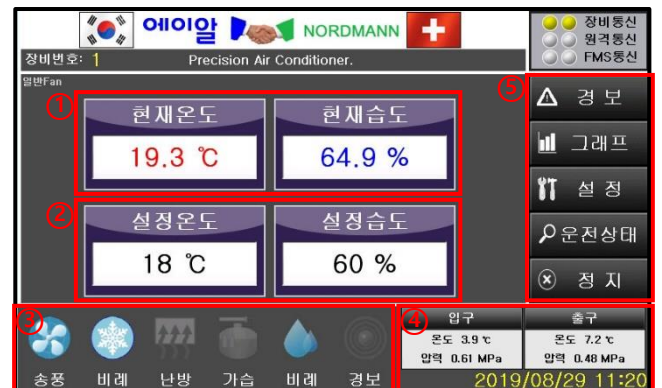 에이알 NORDMANN
장비통신
원격통신
FMS통신
장비번호: 1 Precision Air Conditioner.
일반Fan
①
현재온도 현재습도
19.3 ℃ 64.9 %
②
설정온도 설정습도
18 ℃ 60 %
⑤
경 보
그래프
설 정
운전상태
정 지
③
송풍 비례 난방 가습 비례 경보
④
입구 출구
온도 3.9 ℃ 온도 7.2 ℃
압력 0.61 MPa 압력 0.48 MPa
2019/08/29 11:20